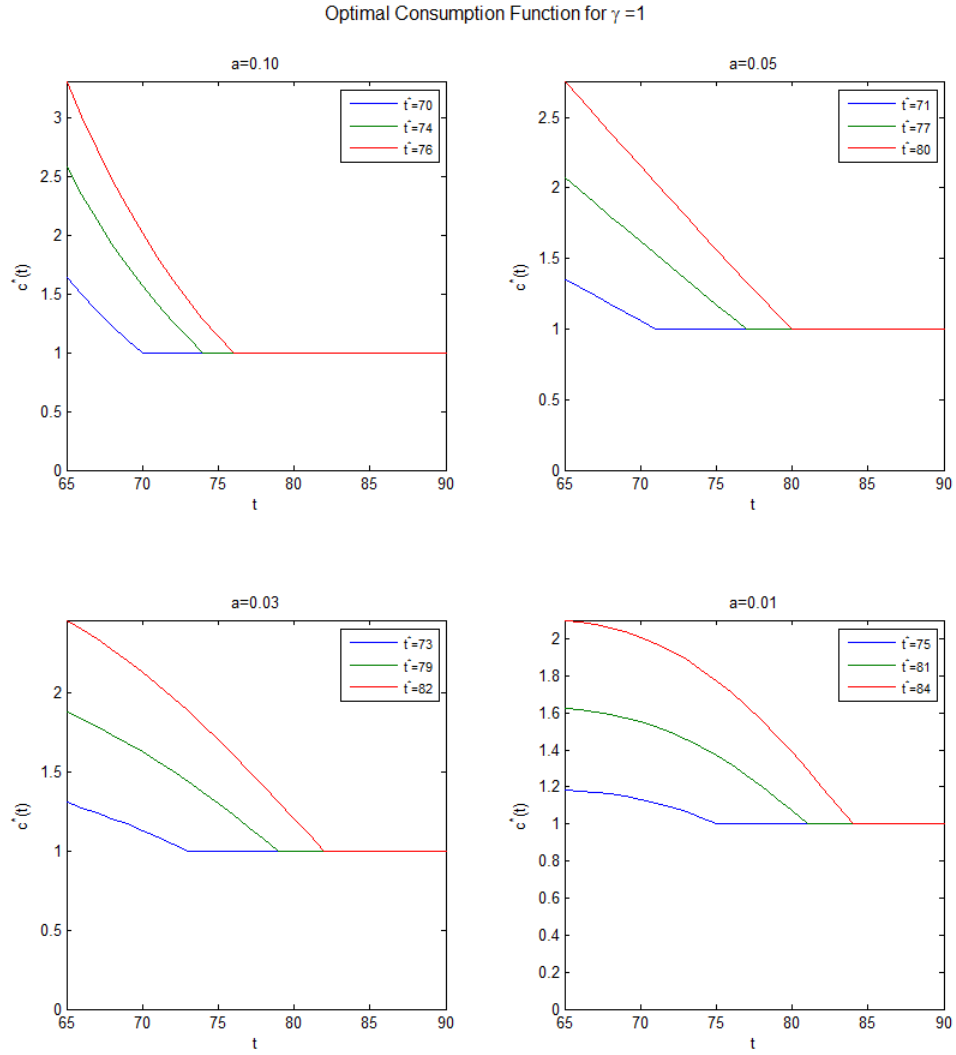 Optimal Consumption Function for γ =1
a=0.10
t^=70
t^=74
t^=76
3
2.5
2
1.5
1
0.5
0
c*(t)
65 70 75 80 85 90
t
a=0.05
t^=71
t^=77
t^=80
2.5
2
1.5
1
0.5
0
c*(t)
65 70 75 80 85 90
t
a=0.03
t^=73
t^=79
t^=82
2
1.5
1
0.5
0
c*(t)
65 70 75 80 85 90
t
a=0.01
t^=75
t^=81
t^=84
2
1.8
1.6
1.4
1.2
1
0.8
0.6
0.4
0.2
0
c*(t)
65 70 75 80 85 90
t